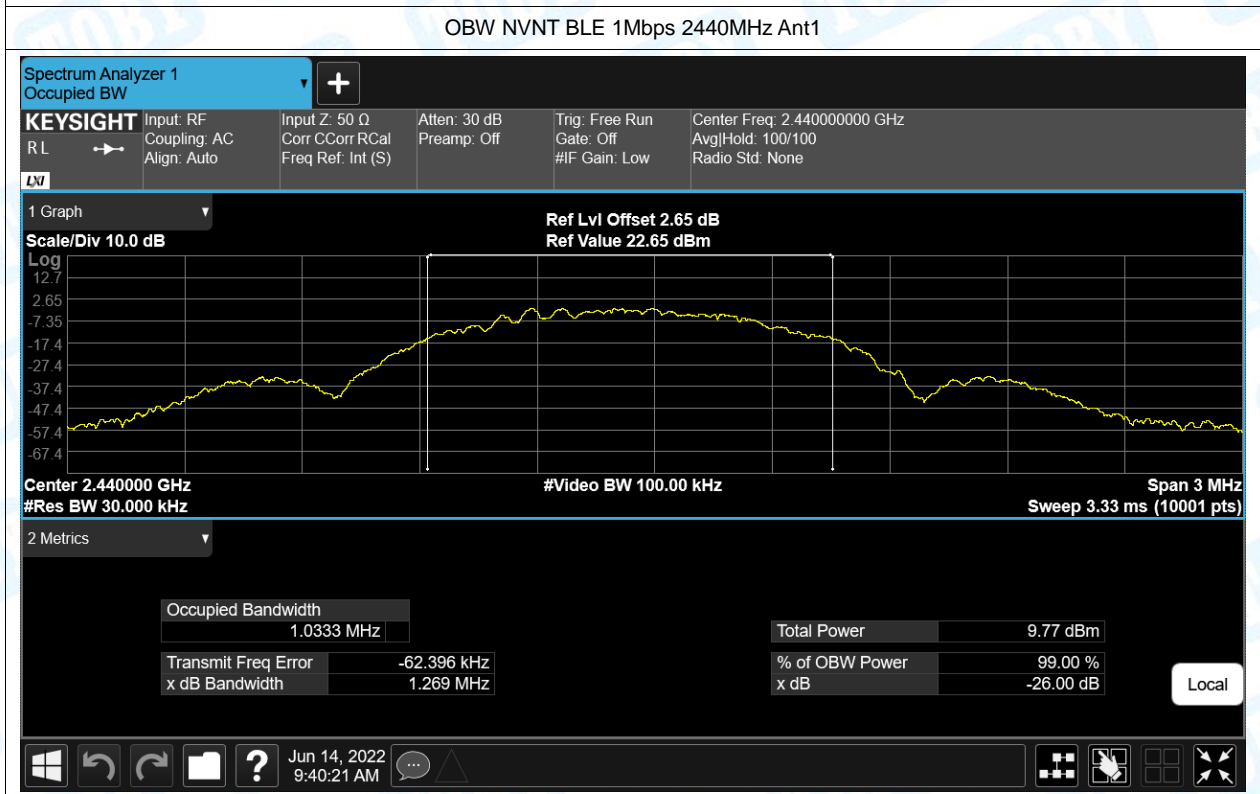 OBW NVNT BLE 1Mbps 2440MHz Ant1
Spectrum Analyzer 1
Occupied BW
KEYSIGHT
R L
LXI
Input: RF
Coupling: AC
Align: Auto
Input Z: 50 Ω
Corr CCorr RCal
Freq Ref: Int (S)
Atten: 30 dB
Preamp: Off
Trig: Free Run
Gate: Off
#IF Gain: Low
Center Freq: 2.440000000 GHz
Avg|Hold: 100/100
Radio Std: None
1 Graph
Scale/Div 10.0 dB
Ref Lvl Offset 2.65 dB
Ref Value 22.65 dBm
Log
12.7
2.65
-7.35
-17.4
-27.4
-37.4
-47.4
-57.4
-67.4
Center 2.440000 GHz
#Res BW 30.000 kHz
#Video BW 100.00 kHz
Span 3 MHz
Sweep 3.33 ms (10001 pts)
2 Metrics
Occupied Bandwidth
1.0333 MHz
Transmit Freq Error -62.396 kHz
x dB Bandwidth 1.269 MHz
Total Power 9.77 dBm
% of OBW Power 99.00 %
x dB -26.00 dB
Local
?
Jun 14, 2022
9:40:21 AM
TOBY